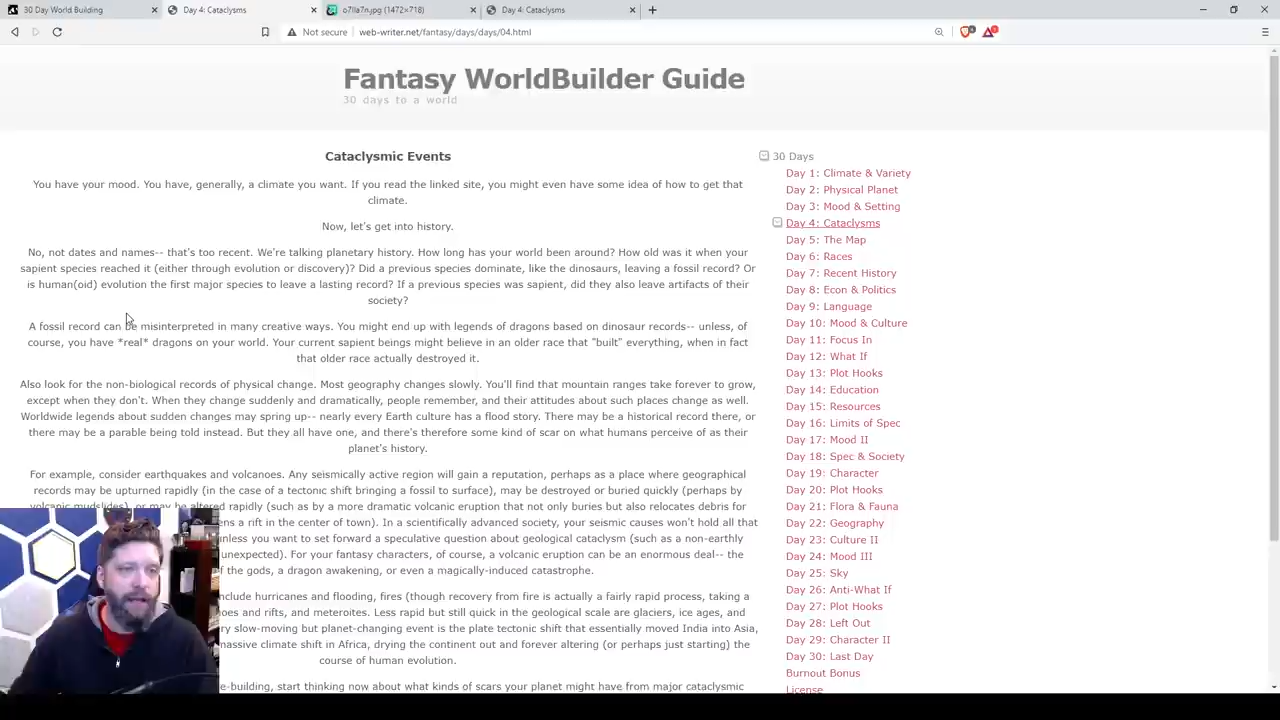 30 Day World Building
Day 4: Cataclysms
o7lla7n.jpg (1472×718)
Day 4: Cataclysms
Not secure
web-writer.net/fantasy/days/days/04.html
Fantasy WorldBuilder Guide
30 days to a world
Cataclysmic Events
You have your mood. You have, generally, a climate you want. If you read the linked site, you might even have some idea of how to get that
climate.
Now, let's get into history.
No, not dates and names-- that's too recent. We're talking planetary history. How long has your world been around? How old was it when your
sapient species reached it (either through evolution or discovery)? Did a previous species dominate, like the dinosaurs, leaving a fossil record? Or
is human(oid) evolution the first major species to leave a lasting record? If a previous species was sapient, did they also leave artifacts of their
society?
A fossil record can be misinterpreted in many creative ways. You might end up with legends of dragons based on dinosaur records-- unless, of
course, you have *real* dragons on your world. Your current sapient beings might believe in an older race that "built" everything, when in fact
that older race actually destroyed it.
Also look for the non-biological records of physical change. Most geography changes slowly. You'll find that mountain ranges take forever to grow,
except when they don't. When they change suddenly and dramatically, people remember, and their attitudes about such places change as well.
Worldwide legends about sudden changes may spring up-- nearly every Earth culture has a flood story. There may be a historical record there, or
there may be a parable being told instead. But they all have one, and there's therefore some kind of scar on what humans perceive of as their
planet's history.
For example, consider earthquakes and volcanoes. Any seismically active region will gain a reputation, perhaps as a place where geographical
records may be upturned rapidly (in the case of a tectonic shift bringing a fossil to surface), may be destroyed or buried quickly (perhaps by
volcanic mudslides), or may be altered rapidly (such as by a more dramatic volcanic eruption that not only buries but also relocates debris for
ens a rift in the center of town). In a scientifically advanced society, your seismic causes won't hold all that
unless you want to set forward a speculative question about geological cataclysm (such as a non-earthly
unexpected). For your fantasy characters, of course, a volcanic eruption can be an enormous deal-- the
of the gods, a dragon awakening, or even a magically-induced catastrophe.
nclude hurricanes and flooding, fires (though recovery from fire is actually a fairly rapid process, taking a
oes and rifts, and meteorites. Less rapid but still quick in the geological scale are glaciers, ice ages, and
ry slow-moving but planet-changing event is the plate tectonic shift that essentially moved India into Asia,
massive climate shift in Africa, drying the continent out and forever altering (or perhaps just starting) the
course of human evolution.
e-building, start thinking now about what kinds of scars your planet might have from major cataclysmic
30 Days
Day 1: Climate & Variety
Day 2: Physical Planet
Day 3: Mood & Setting
Day 4: Cataclysms
Day 5: The Map
Day 6: Races
Day 7: Recent History
Day 8: Econ & Politics
Day 9: Language
Day 10: Mood & Culture
Day 11: Focus In
Day 12: What If
Day 13: Plot Hooks
Day 14: Education
Day 15: Resources
Day 16: Limits of Spec
Day 17: Mood II
Day 18: Spec & Society
Day 19: Character
Day 20: Plot Hooks
Day 21: Flora & Fauna
Day 22: Geography
Day 23: Culture II
Day 24: Mood III
Day 25: Sky
Day 26: Anti-What If
Day 27: Plot Hooks
Day 28: Left Out
Day 29: Character II
Day 30: Last Day
Burnout Bonus
License